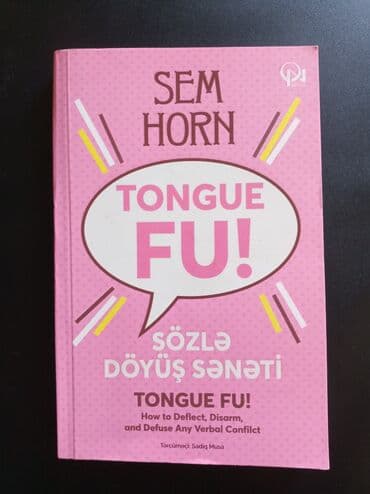 SEM
HORN
TONGUE
FU!
SÖZLƏ
DÖYÜŞ SƏNƏTİ
TONGUE FU!
How to Deflect, Disarm,
and Defuse Any Verbal Conflict
Tərcüməçi: Sadiq Musa